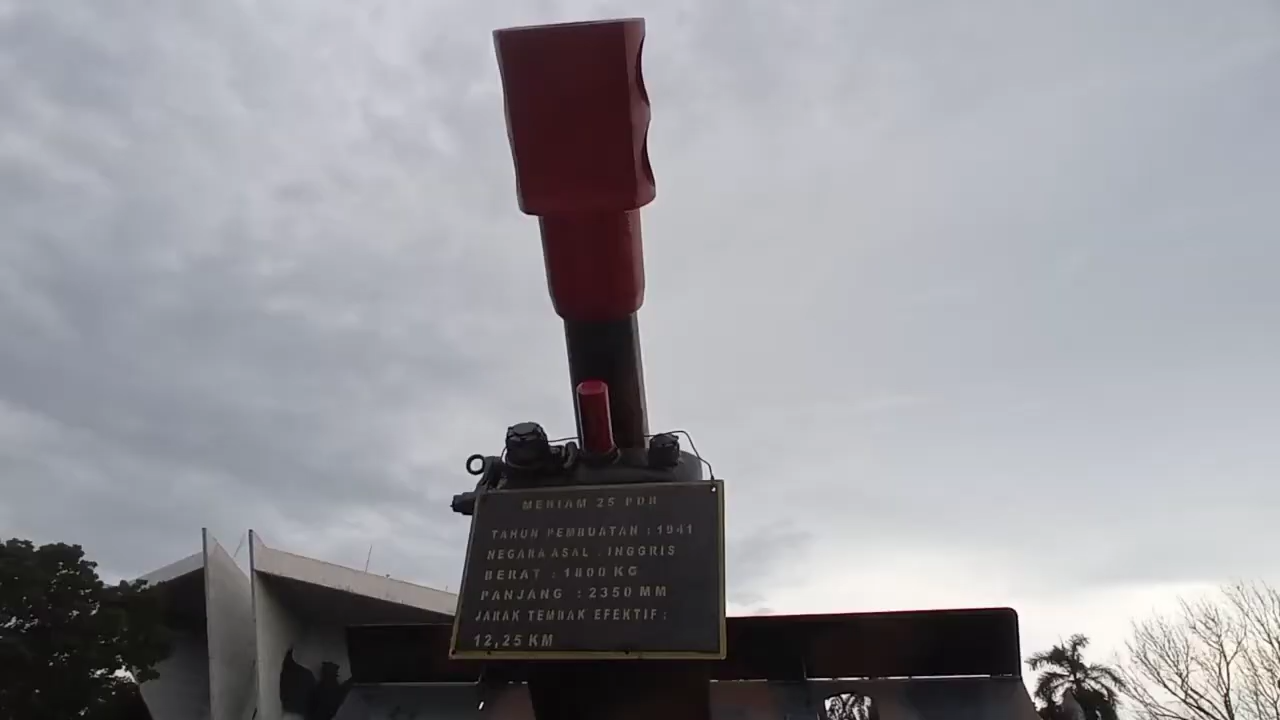 MERIAM 25 PDR
TAHUN PEMBUATAN : 1941
NEGARA ASAL : INGGRIS
BERAT : 1800 KG
PANJANG : 2350 MM
JARAK TEMBAK EFEKTIF :
12,25 KM